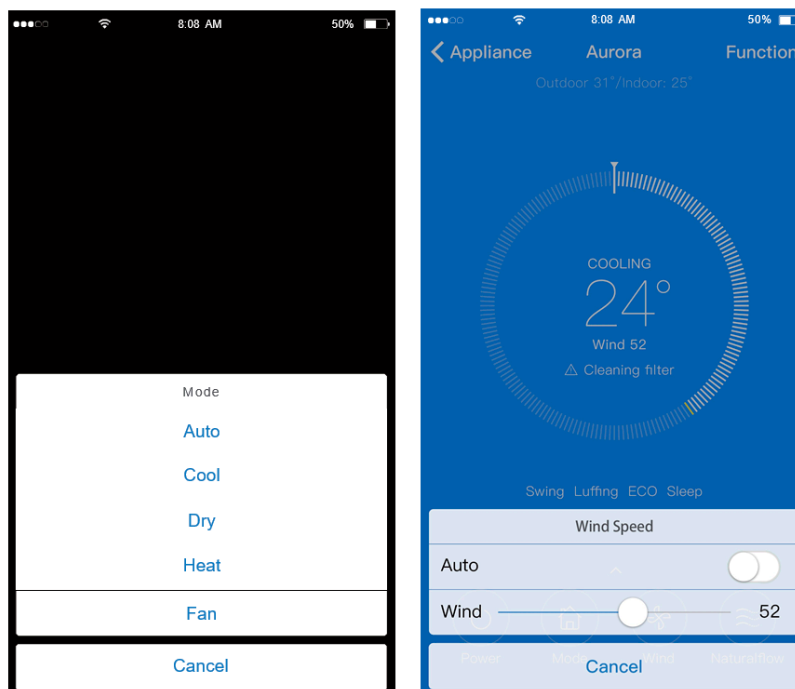 8:08 AM
50%
Mode
Auto
Cool
Dry
Heat
Fan
Cancel
8:08 AM
50%
Appliance
Aurora
Function
Outdoor 31°/Indoor: 25°
COOLING
24°
Wind 52
Cleaning filter
Swing Luffing ECO Sleep
Wind Speed
Auto
Wind
52
Power
Mode
Wind
Naturalflow
Cancel